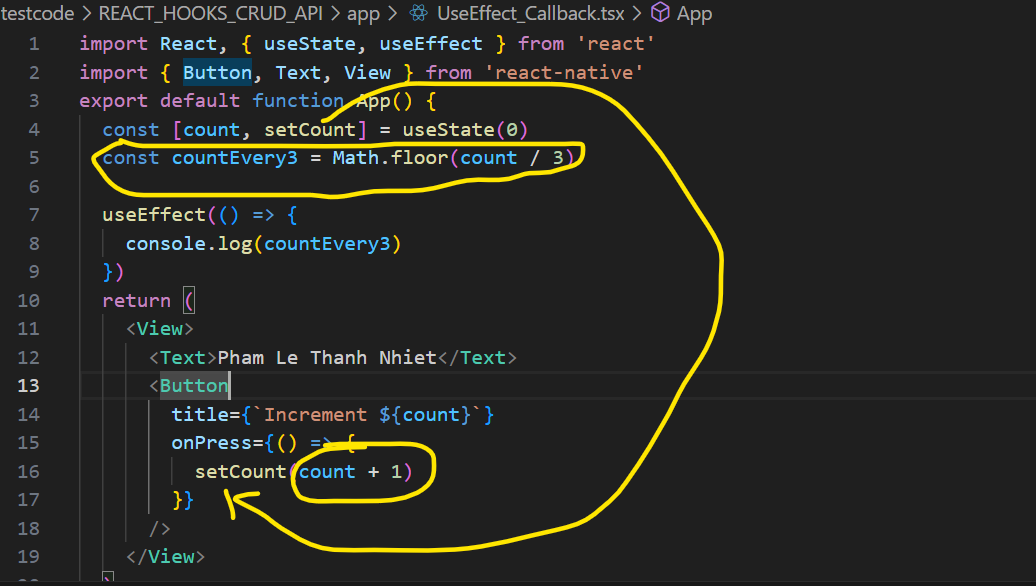 testcode > REACT_HOOKS_CRUD_API > app > UseEffect_Callback.tsx > App
1 import React, { useState, useEffect } from 'react'
2 import { Button, Text, View } from 'react-native'
3 export default function App() {
4 const [count, setCount] = useState(0)
5 const countEvery3 = Math.floor(count / 3)
6
7 useEffect(() => {
8 console.log(countEvery3)
9 })
10 return (
11 <View>
12 <Text>Pham Le Thanh Nhiet</Text>
13 <Button
14 title={`Increment ${count}`}
15 onPress={() => {
16 setCount(count + 1)
17 }}
18 />
19 </View>